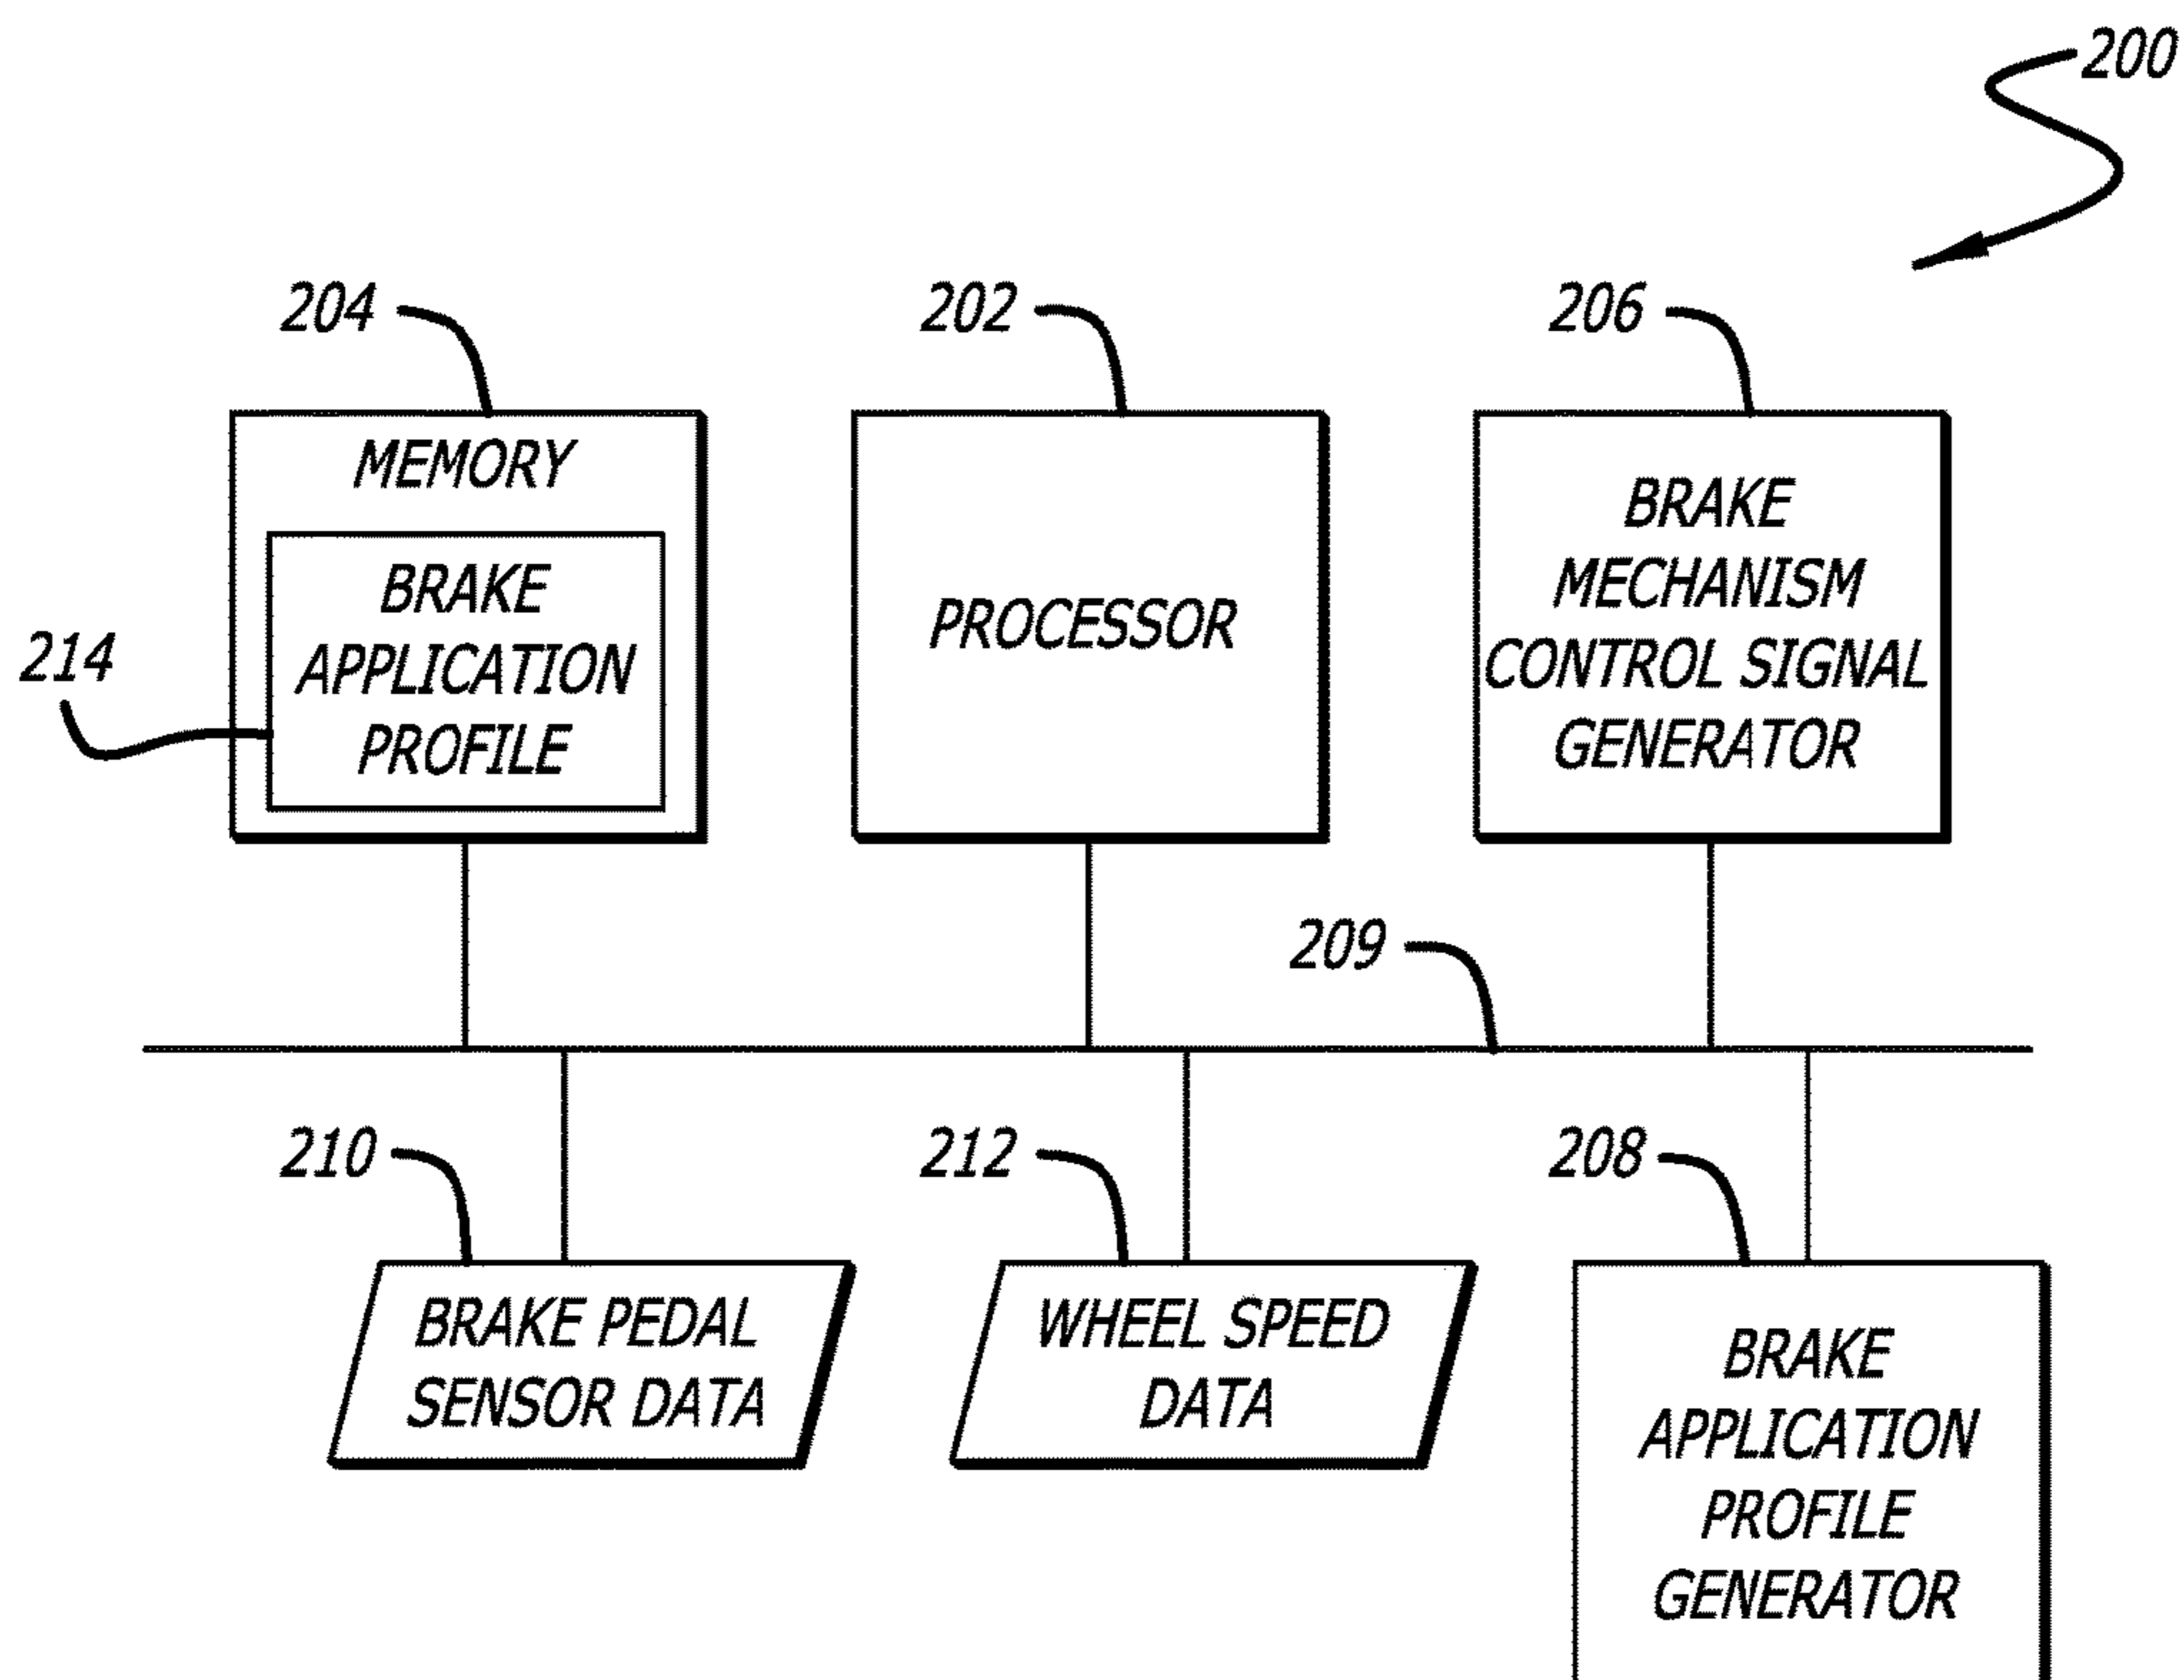 200
204
202
206
MEMORY
BRAKE
APPLICATION
PROFILE
214
PROCESSOR
BRAKE
MECHANISM
CONTROL SIGNAL
GENERATOR
209
210
212
208
BRAKE PEDAL
SENSOR DATA
WHEEL SPEED
DATA
BRAKE
APPLICATION
PROFILE
GENERATOR